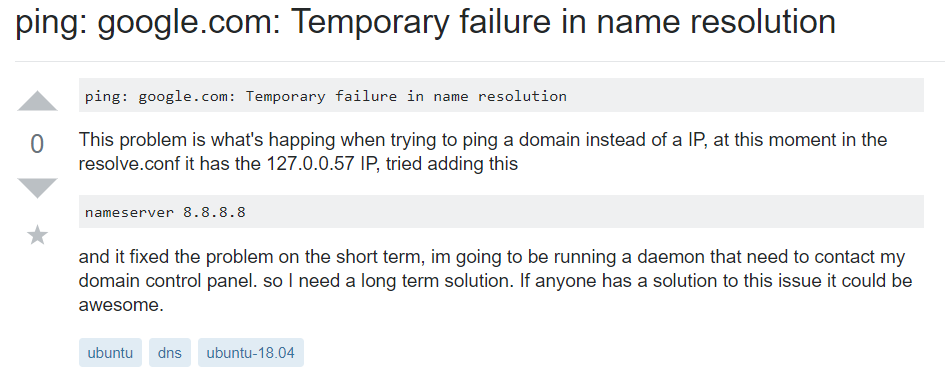 ping: google.com: Temporary failure in name resolution
ping: google.com: Temporary failure in name resolution
0
This problem is what's happing when trying to ping a domain instead of a IP, at this moment in the
resolve.conf it has the 127.0.0.57 IP, tried adding this
nameserver 8.8.8.8
and it fixed the problem on the short term, im going to be running a daemon that need to contact my
domain control panel. so I need a long term solution. If anyone has a solution to this issue it could be
awesome.
ubuntu dns ubuntu-18.04